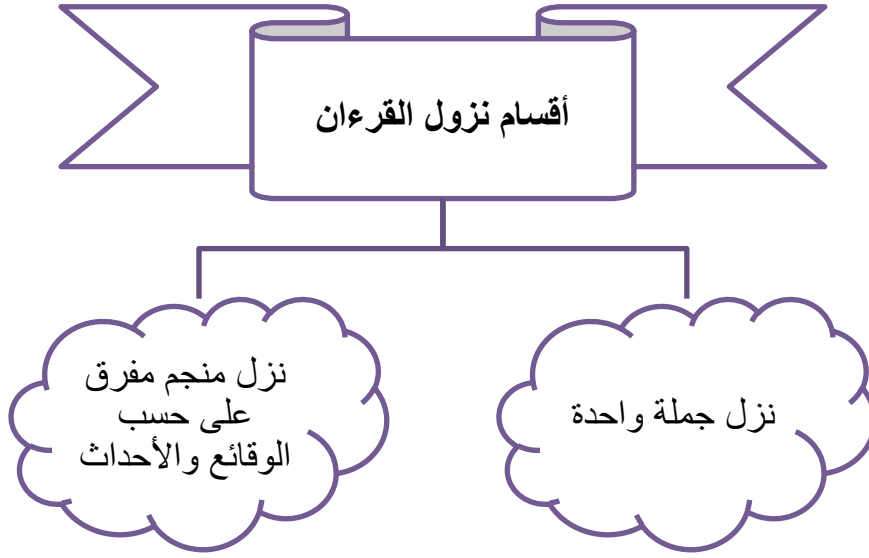 أقسام نزول القرءان
نزل جملة واحدة
نزل منجم مفرق
على حسب
الوقائع والأحداث